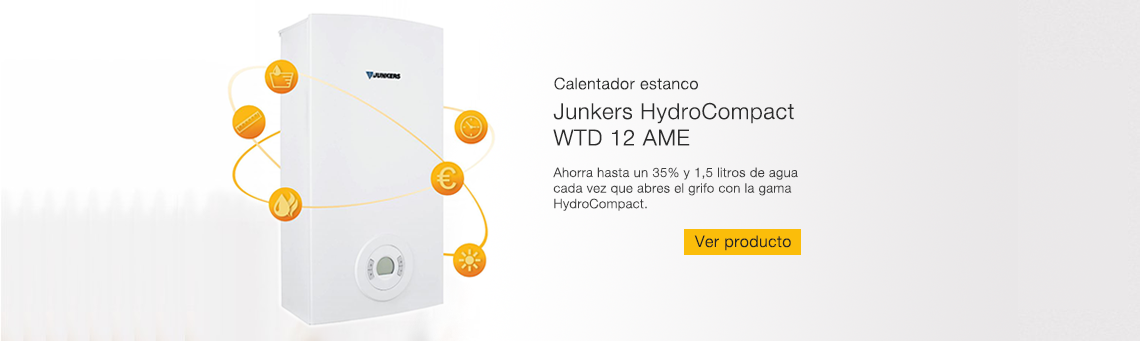 JUNKERS
Calentador estanco
Junkers HydroCompact
WTD 12 AME
Ahorra hasta un 35% y 1,5 litros de agua
cada vez que abres el grifo con la gama
HydroCompact.
Ver producto
€